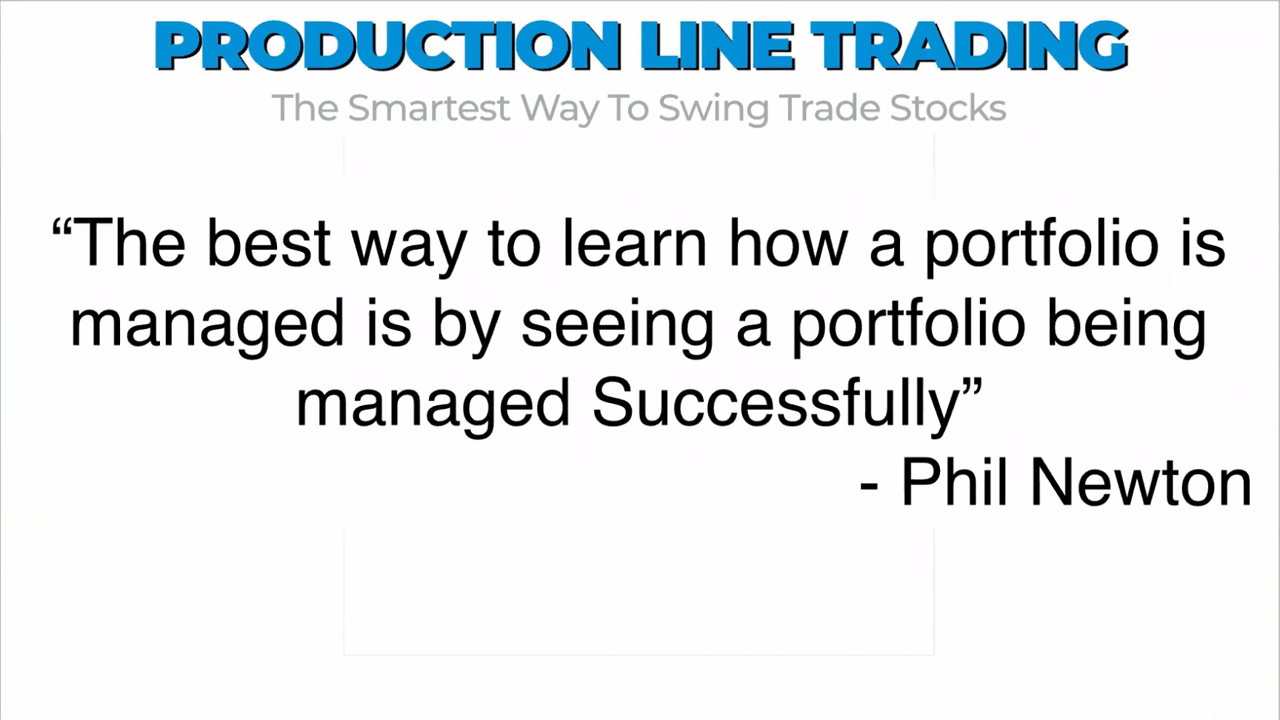 PRODUCTION LINE TRADING
The Smartest Way To Swing Trade Stocks
“The best way to learn how a portfolio is
managed is by seeing a portfolio being
managed Successfully”
- Phil Newton